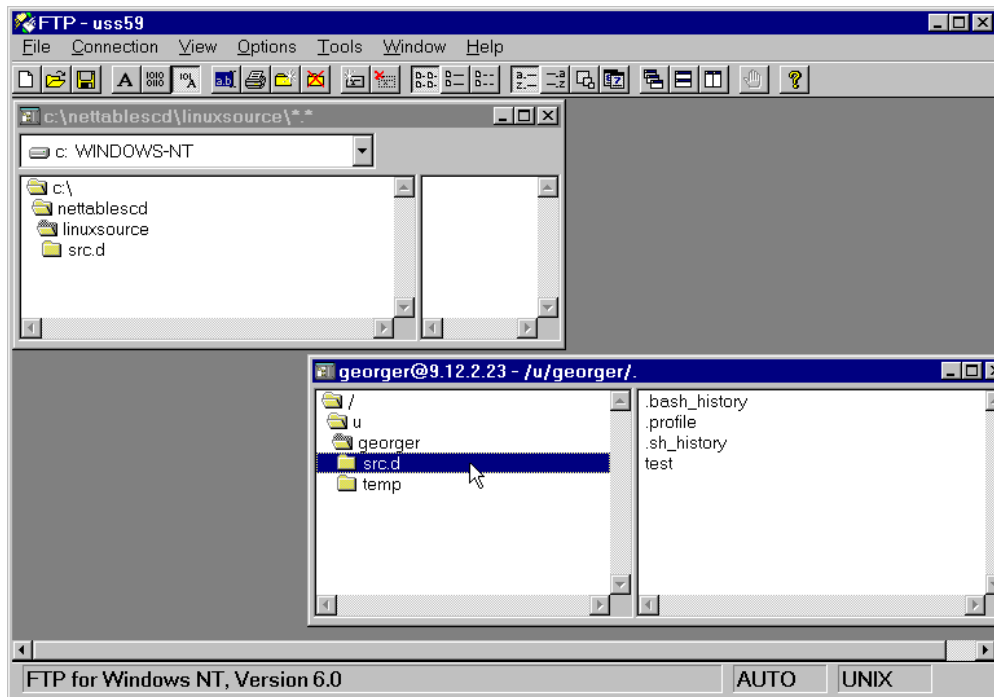 FTP - uss59
File Connection View Options Tools Window Help
c:\nettablescd\linuxsource\*.*
c: WINDOWS-NT
c:\
nettablescd
linuxsource
src.d
georger@9.12.2.23 - /u/georger/.
/
u
georger
src.d
temp
.bash_history
.profile
.sh_history
test
FTP for Windows NT, Version 6.0 AUTO UNIX